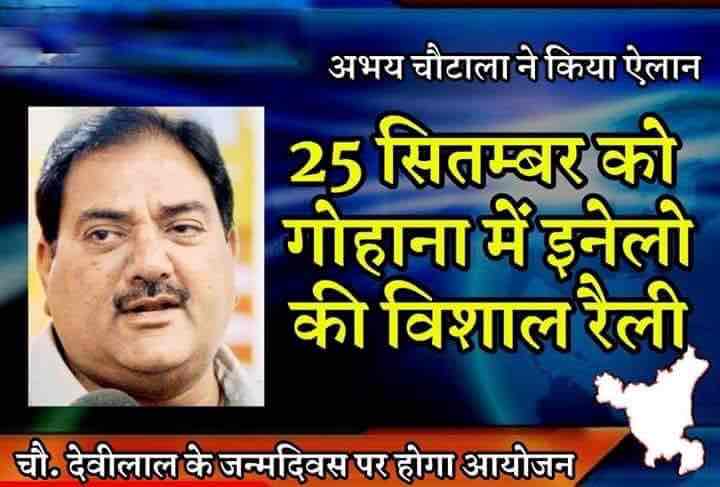 अभय चौटाला ने किया ऐलान
25 सितम्बर को
गोहाना में इनेलो
की विशाल रैली
चौ. देवीलाल के जन्मदिवस पर होगा आयोजन